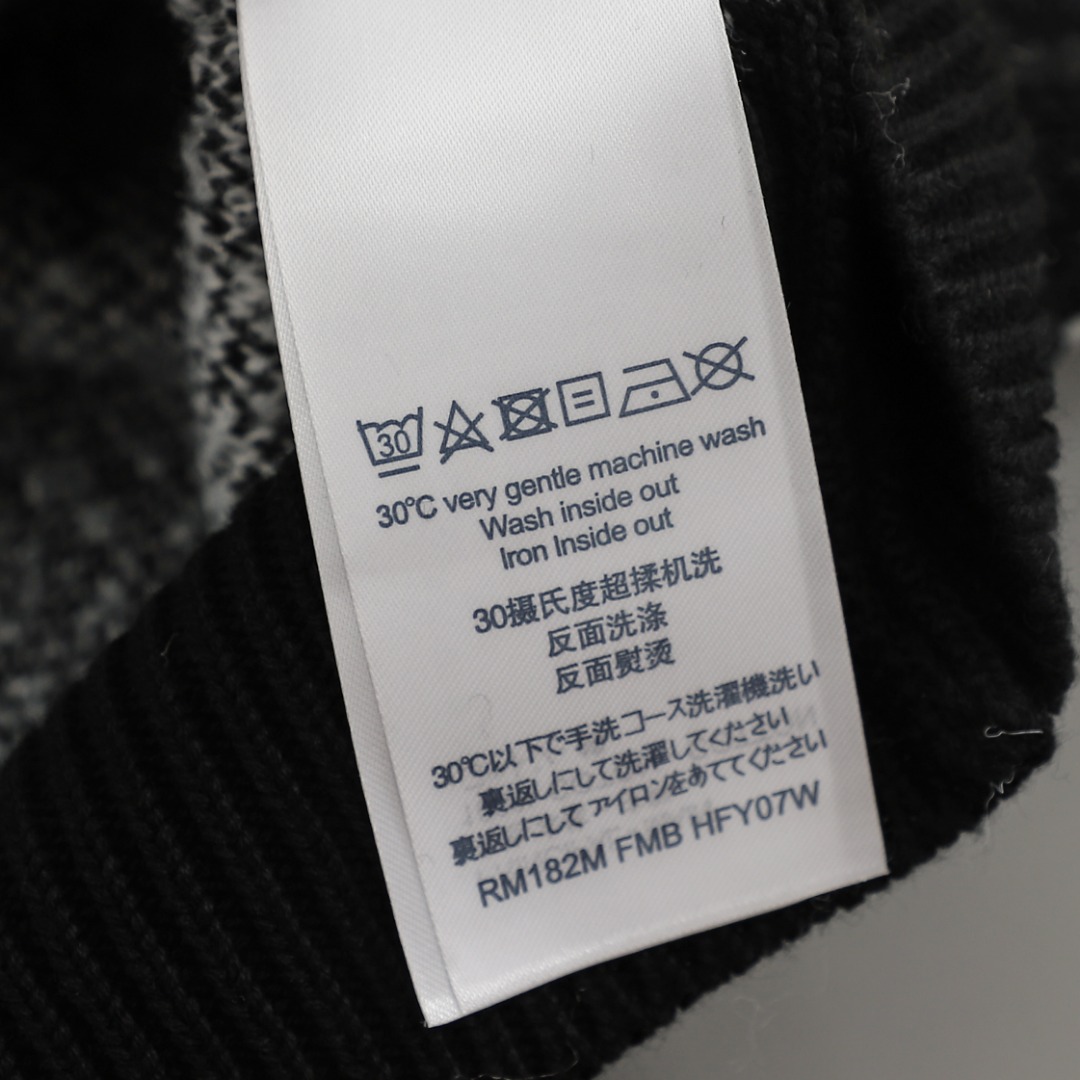 30
30°C very gentle machine wash
Wash inside out
Iron Inside out
30摄氏度超揉机洗
反面洗涤
反面熨烫
30℃以下で手洗コース洗濯機洗い
裏返しにして洗濯してください
裏返しにして アイロンをあててください
RM182M FMB HFY07W